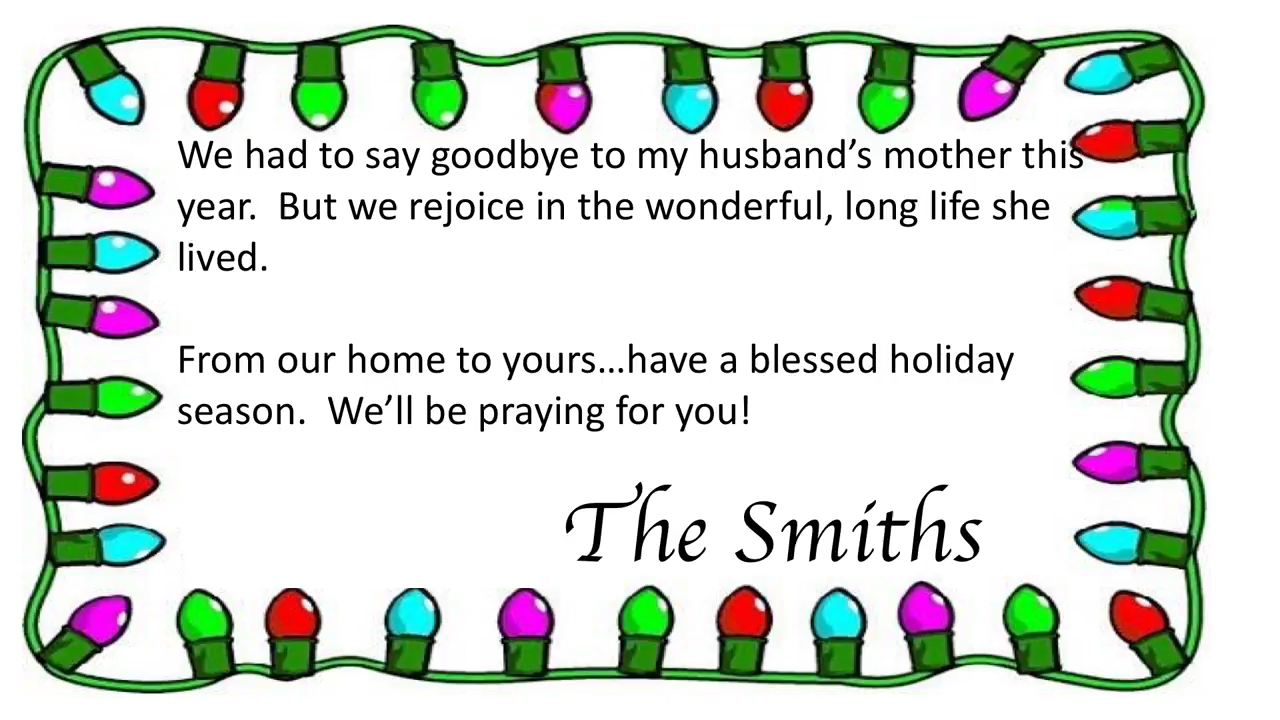 We had to say goodbye to my husband’s mother this
year.  But we rejoice in the wonderful, long life she
lived.
From our home to yours…have a blessed holiday
season.  We’ll be praying for you!
The Smiths